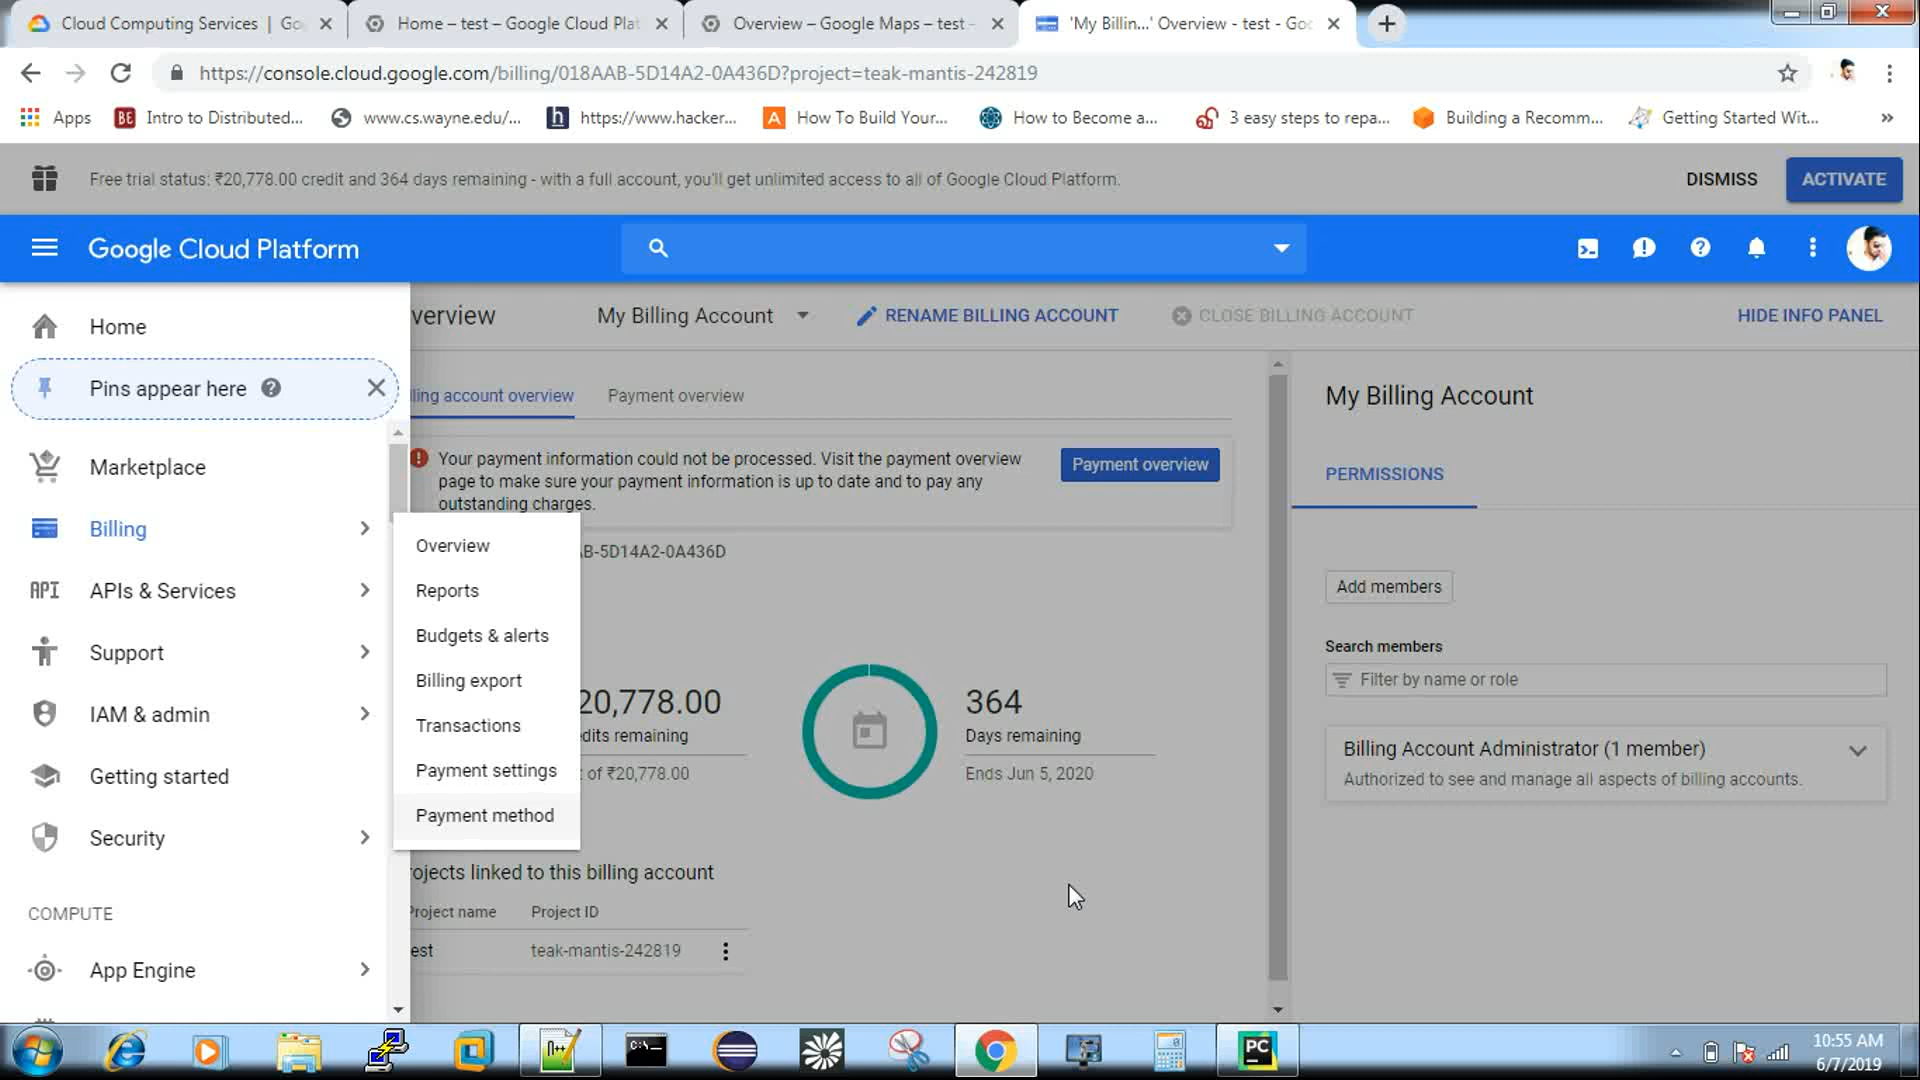 Cloud Computing Services | Go
Home – test – Google Cloud Plat
Overview – Google Maps – test -
'My Billin...' Overview - test - Goo
https://console.cloud.google.com/billing/018AAB-5D14A2-0A436D?project=teak-mantis-242819
Apps
BE Intro to Distributed...
www.cs.wayne.edu/...
h https://www.hacker...
A How To Build Your...
How to Become a...
3 easy steps to repa...
Building a Recomm...
Getting Started Wit...
»
Free trial status: ₹20,778.00 credit and 364 days remaining - with a full account, you'll get unlimited access to all of Google Cloud Platform.
DISMISS
ACTIVATE
Google Cloud Platform
Home
Pins appear here
Marketplace
Billing
API APIs & Services
Support
IAM & admin
Getting started
Security
COMPUTE
App Engine
Overview
Reports
Budgets & alerts
Billing export
Transactions
Payment settings
Payment method
verview
My Billing Account
RENAME BILLING ACCOUNT
CLOSE BILLING ACCOUNT
HIDE INFO PANEL
lling account overview
Payment overview
Your payment information could not be processed. Visit the payment overview
page to make sure your payment information is up to date and to pay any
outstanding charges.
Payment overview
AB-5D14A2-0A436D
20,778.00
edits remaining
t of ₹20,778.00
364
Days remaining
Ends Jun 5, 2020
rojects linked to this billing account
Project name
Project ID
est
teak-mantis-242819
My Billing Account
PERMISSIONS
Add members
Search members
Filter by name or role
Billing Account Administrator (1 member)
Authorized to see and manage all aspects of billing accounts.
N++
C:\
PC
10:55 AM
6/7/2019